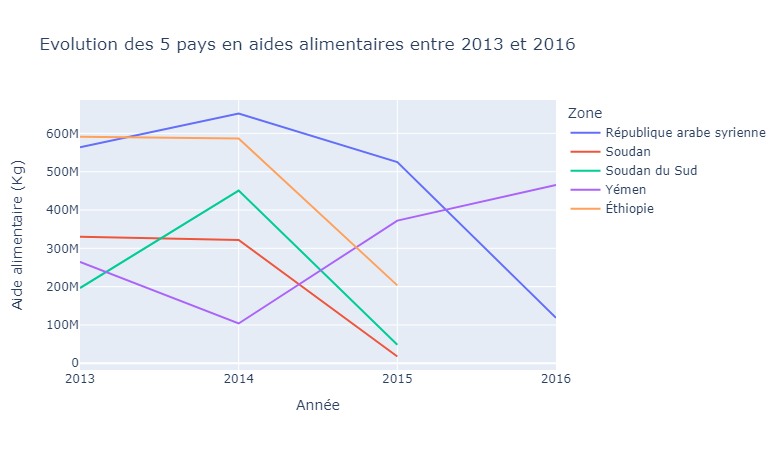 Evolution des 5 pays en aides alimentaires entre 2013 et 2016
Zone
République arabe syrienne
Soudan
Soudan du Sud
Yémen
Éthiopie
Aide alimentaire (Kg)
600M
500M
400M
300M
200M
100M
0
2013 2014 2015 2016
Année